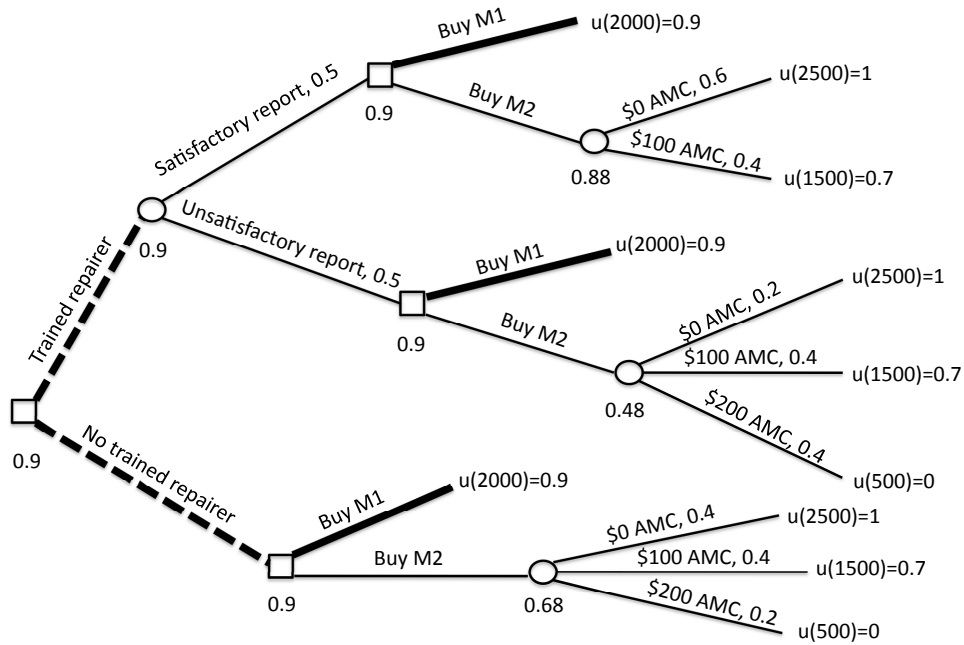 Buy M1
u(2000)=0.9
Satisfactory report, 0.5
0.9
Buy M2
$0 AMC, 0.6
u(2500)=1
$100 AMC, 0.4
0.88
u(1500)=0.7
Trained repairer
0.9
Unsatisfactory report, 0.5
Buy M1
u(2000)=0.9
0.9
Buy M2
$0 AMC, 0.2
u(2500)=1
$100 AMC, 0.4
u(1500)=0.7
0.48
$200 AMC, 0.4
u(500)=0
0.9
No trained repairer
Buy M1
u(2000)=0.9
0.9
Buy M2
$0 AMC, 0.4
u(2500)=1
$100 AMC, 0.4
u(1500)=0.7
0.68
$200 AMC, 0.2
u(500)=0